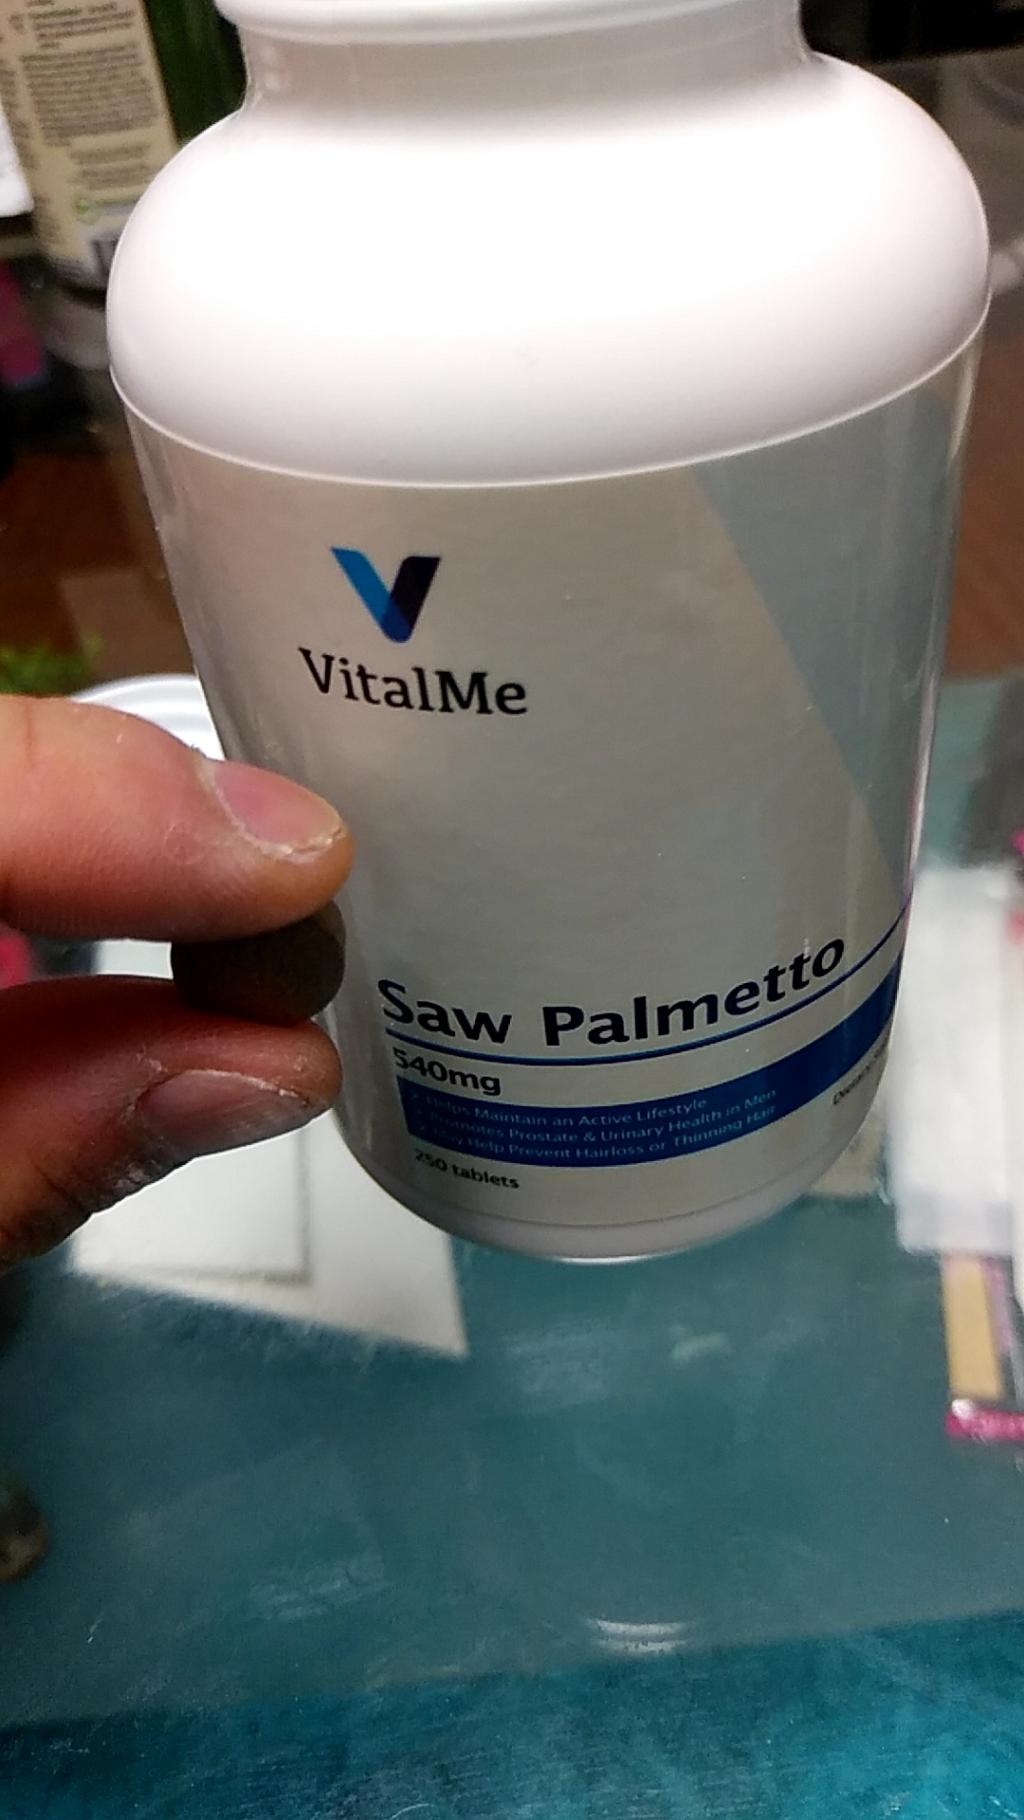 VitalMe
Saw Palmetto
540mg
Helps Maintain an Active Lifestyle
Promotes Prostate & Urinary Health in Men
May Help Prevent Hairloss or Thinning Hair
250 tablets